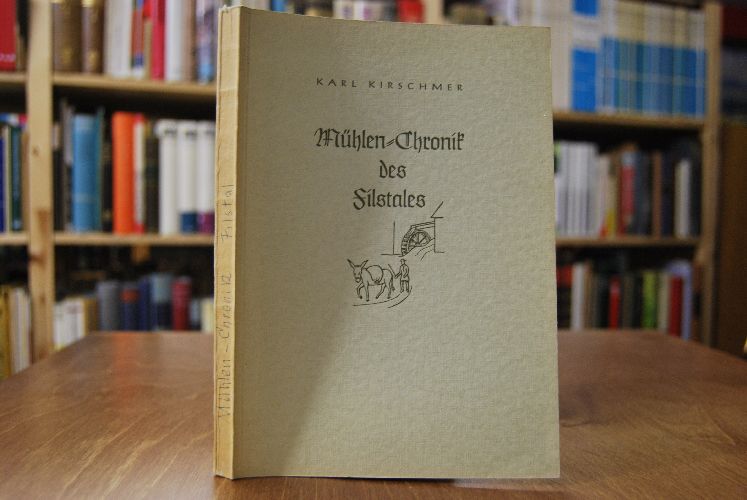 KARL KIRSCHMER
Mühlen=Chronik
des
Filstales
Mühlen-Chronik Filstal